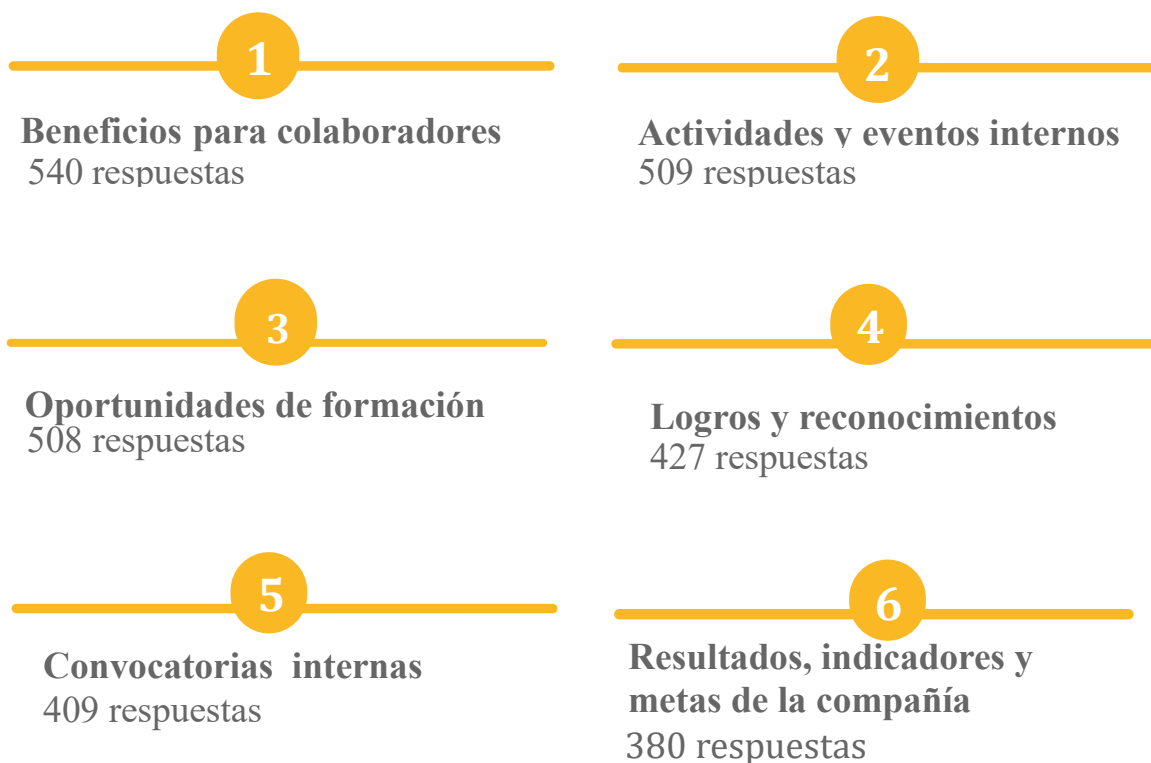 1
Beneficios para colaboradores
540 respuestas
2
Actividades y eventos internos
509 respuestas
3
Oportunidades de formación
508 respuestas
4
Logros y reconocimientos
427 respuestas
5
Convocatorias internas
409 respuestas
6
Resultados, indicadores y
metas de la compañía
380 respuestas